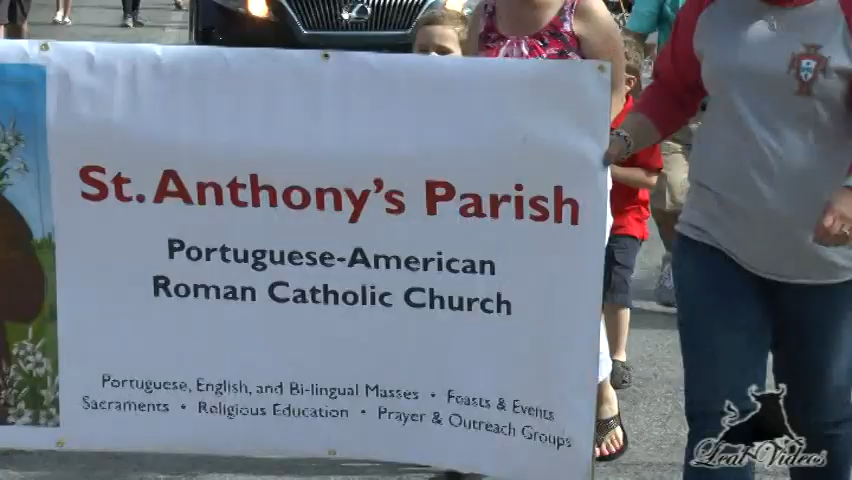 St. Anthony's Parish
Portuguese-American
Roman Catholic Church
Portuguese, English, and Bi-lingual Masses • Feasts & Events
Sacraments • Religious Education • Prayer & Outreach Groups
Leal Videos